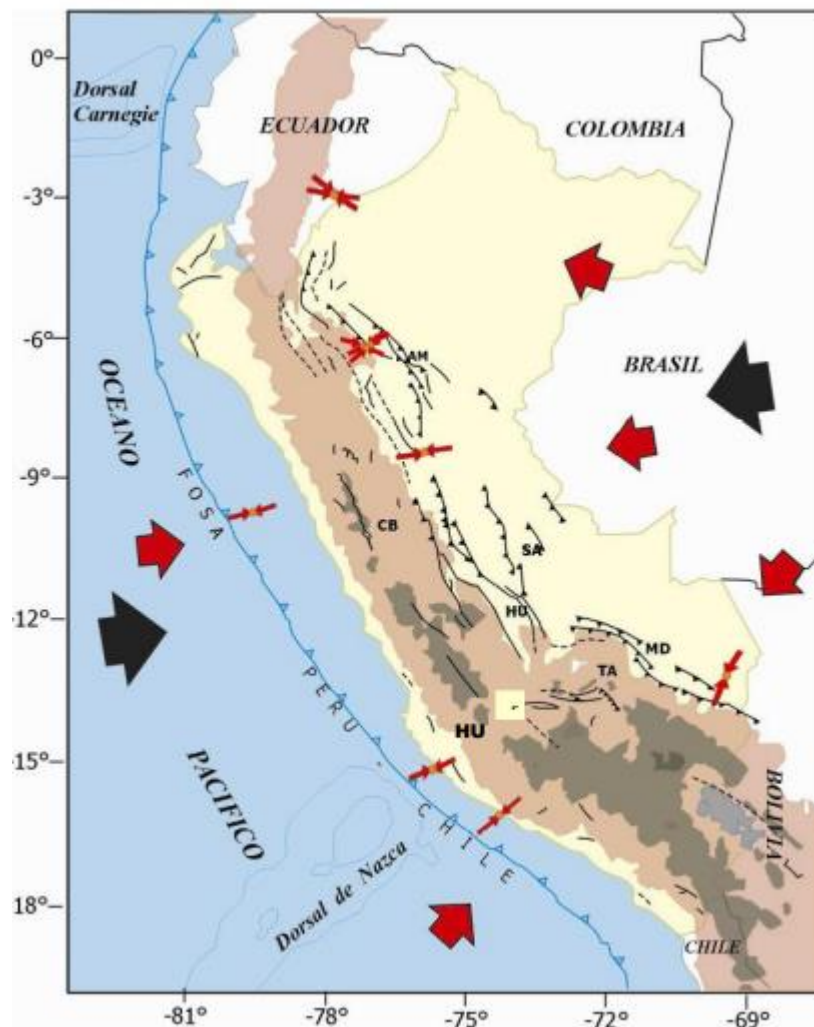 0°
-3°
-6°
-9°
-12°
-15°
18°
Dorsal
Carnegie
ECUADOR
COLOMBIA
BRASIL
OCEANO
PACIFICO
FOSA
PERU - CHILE
Dorsal de Nazca
AM
CB
SA
HU
MD
TA
HU
BOLIVIA
CHILE
-81°
-78°
-75°
-72°
-69°